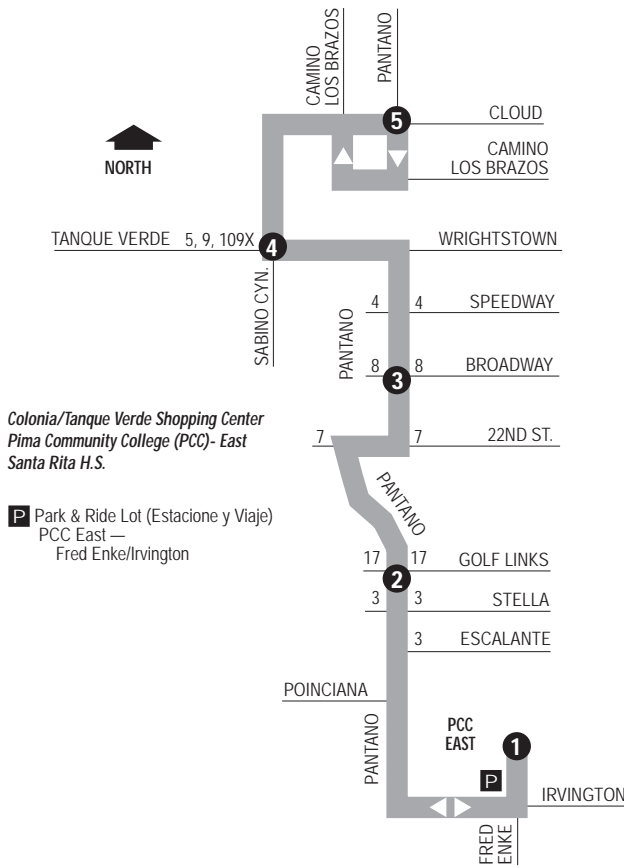 CAMINO
LOS BRAZOS
PANTANO
5
CLOUD
NORTH
CAMINO
LOS BRAZOS
TANQUE VERDE 5, 9, 109X
4
WRIGHTSTOWN
SABINO CYN.
4
4
SPEEDWAY
PANTANO
8
3
8
BROADWAY
Colonia/Tanque Verde Shopping Center
Pima Community College (PCC)- East
Santa Rita H.S.
7
7
22ND ST.
PANTANO
P Park & Ride Lot (Estacione y Viaje)
PCC East —
Fred Enke/Irvington
17
17
GOLF LINKS
2
3
3
STELLA
3
ESCALANTE
POINCIANA
PANTANO
PCC
EAST
1
P
IRVINGTON
FRED
ENKE